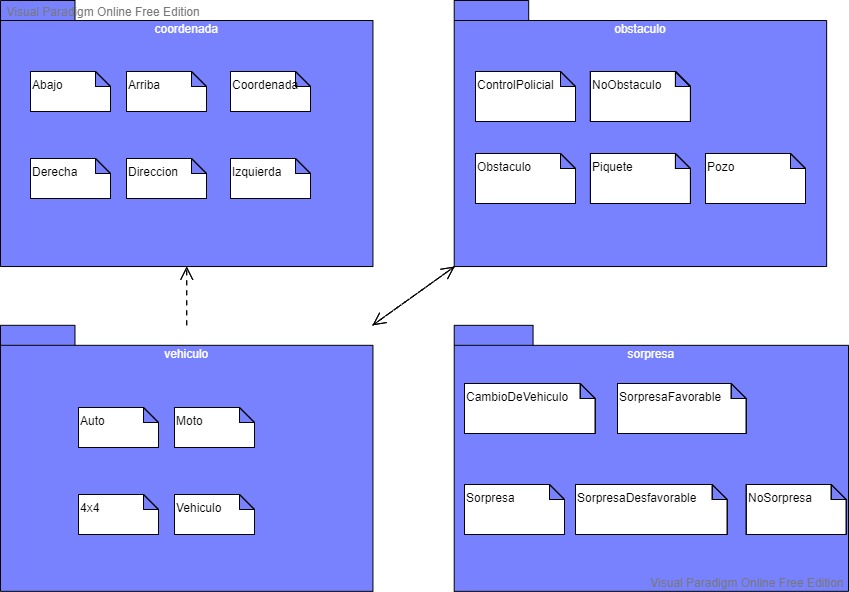 Visual Paradigm Online Free Edition
coordenada
Abajo
Arriba
Coordenada
Derecha
Direccion
Izquierda
obstaculo
ControlPolicial
NoObstaculo
Obstaculo
Piquete
Pozo
vehiculo
Auto
Moto
4x4
Vehiculo
sorpresa
CambioDeVehiculo
SorpresaFavorable
Sorpresa
SorpresaDesfavorable
NoSorpresa
Visual Paradigm Online Free Edition